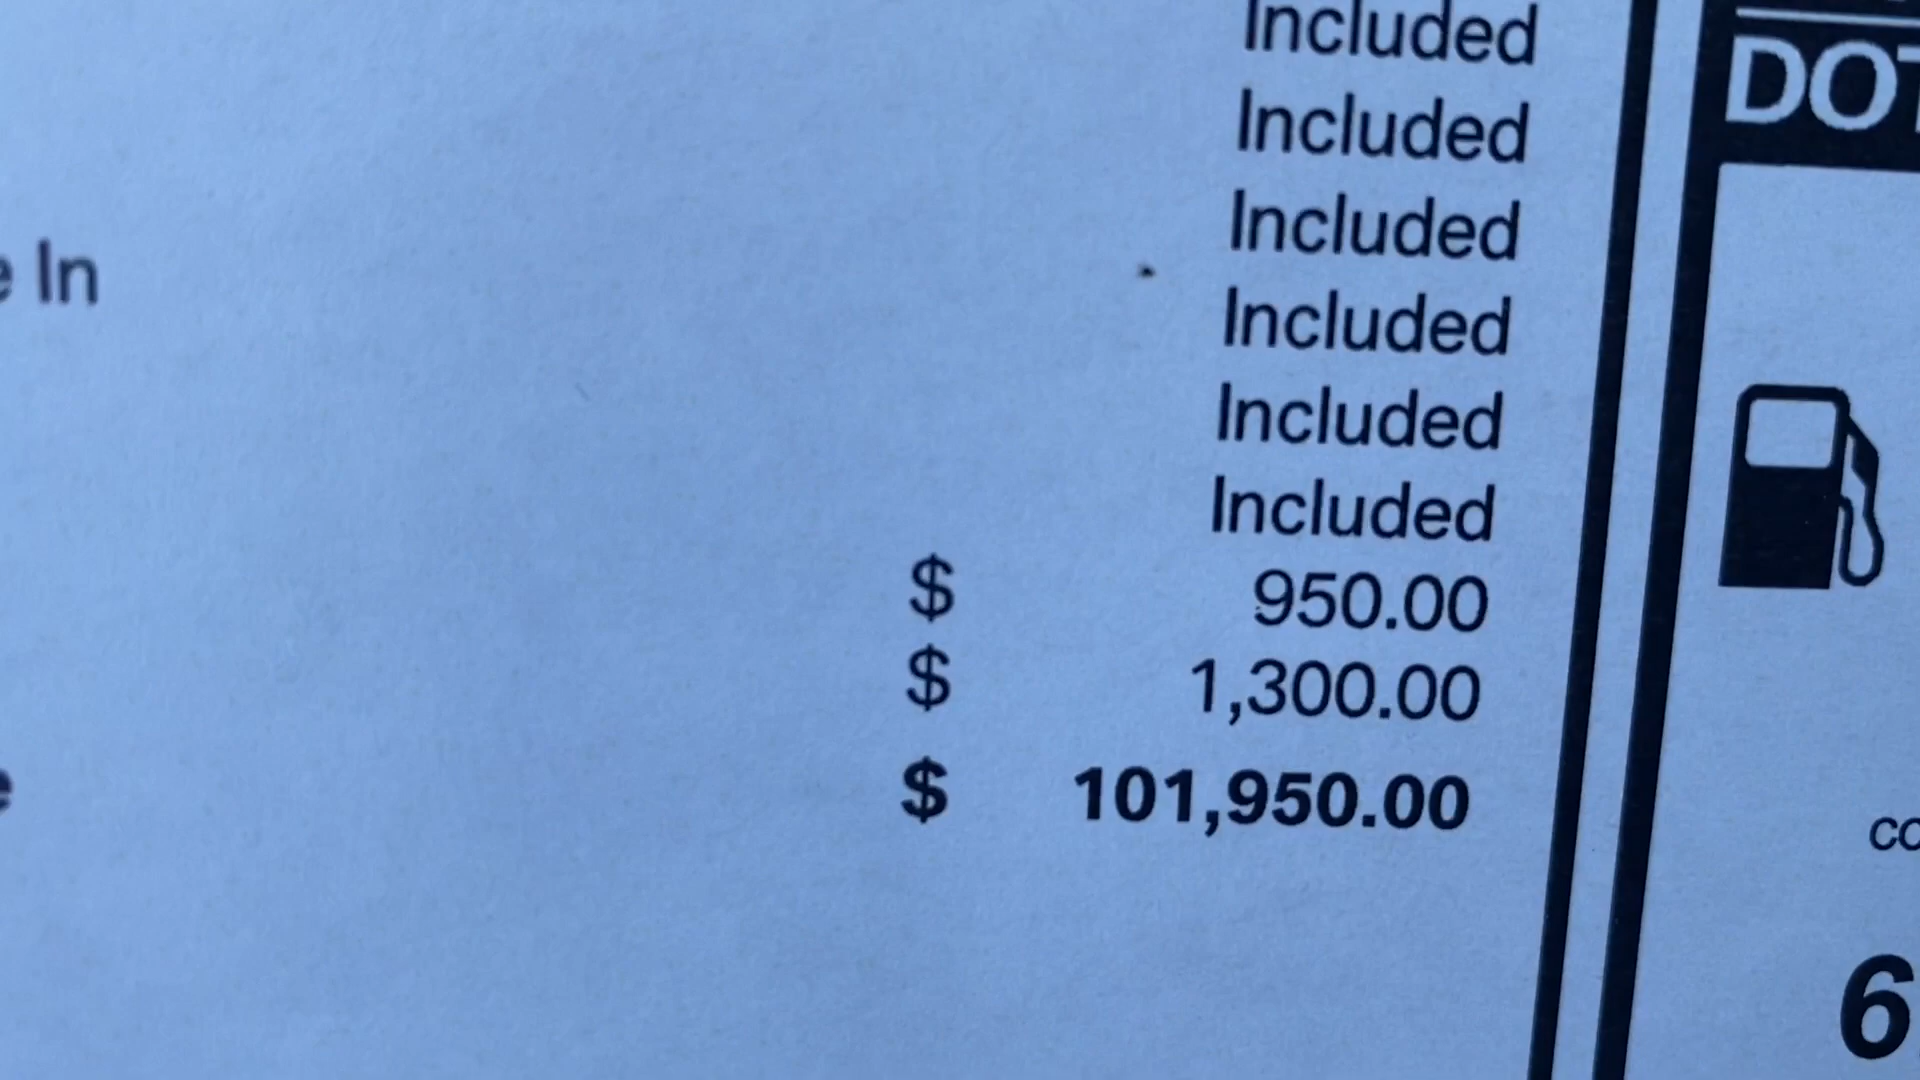 Included
Included
Included
Included
Included
Included
$ 950.00
$ 1,300.00
$ 101,950.00
In
DOT
6